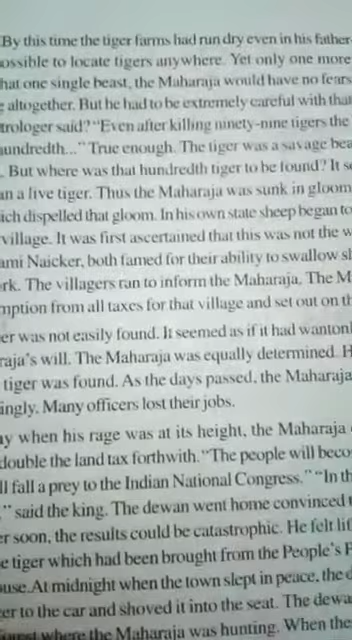 By this time the tiger farms had run dry even in his father
ossible to locate tigers anywhere. Yet only one more
hat one single beast, the Maharaja would have no fears
e altogether. But he had to be extremely careful with that
trologer said? “Even after killing ninety-nine tigers the
undredth...” True enough. The tiger was a savage bea
. But where was that hundredth tiger to be found? It se
an a live tiger. Thus the Maharaja was sunk in gloom
ich dispelled that gloom. In his own state sheep began to
village. It was first ascertained that this was not the w
ami Naicker, both famed for their ability to swallow sh
rk. The villagers ran to inform the Maharaja. The M
mption from all taxes for that village and set out on th
er was not easily found. It seemed as if it had wantonl
raja’s will. The Maharaja was equally determined. H
tiger was found. As the days passed, the Maharaja
ingly. Many officers lost their jobs.
ay when his rage was at its height, the Maharaja
double the land tax forthwith. “The people will beco
ll fall a prey to the Indian National Congress.” “In th
.” said the king. The dewan went home convinced t
er soon, the results could be catastrophic. He felt lif
e tiger which had been brought from the People’s P
ouse. At midnight when the town slept in peace, the d
er to the car and shoved it into the seat. The dewa
forest where the Maharaja was hunting. When the